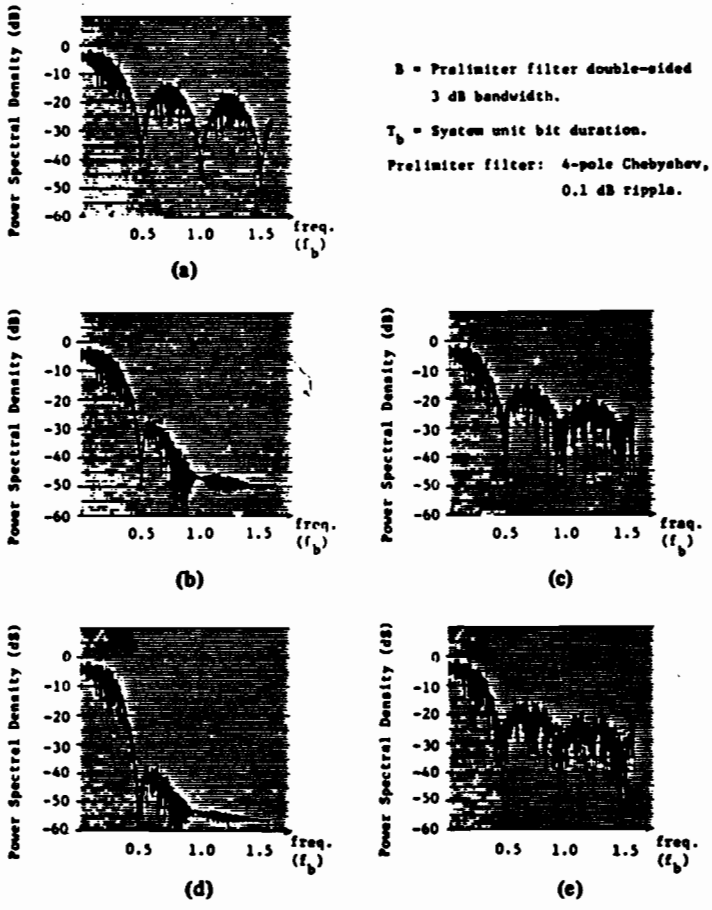 Power Spectral Density (dB)
0
-10
-20
-30
-40
-50
-60
0.5 1.0 1.5 freq.
(f_b)
(a)
B = Prelimiter filter double-sided
3 dB bandwidth.
T_b = System unit bit duration.
Prelimiter filter: 4-pole Chebyshev,
0.1 dB ripple.
Power Spectral Density (dB)
0
-10
-20
-30
-40
-50
-60
0.5 1.0 1.5 freq.
(f_b)
(b)
Power Spectral Density (dB)
0
-10
-20
-30
-40
-50
-60
0.5 1.0 1.5 freq.
(f_b)
(c)
Power Spectral Density (dB)
0
-10
-20
-30
-40
-50
-60
0.5 1.0 1.5 freq.
(f_b)
(d)
Power Spectral Density (dB)
0
-10
-20
-30
-40
-50
-60
0.5 1.0 1.5 freq.
(f_b)
(e)